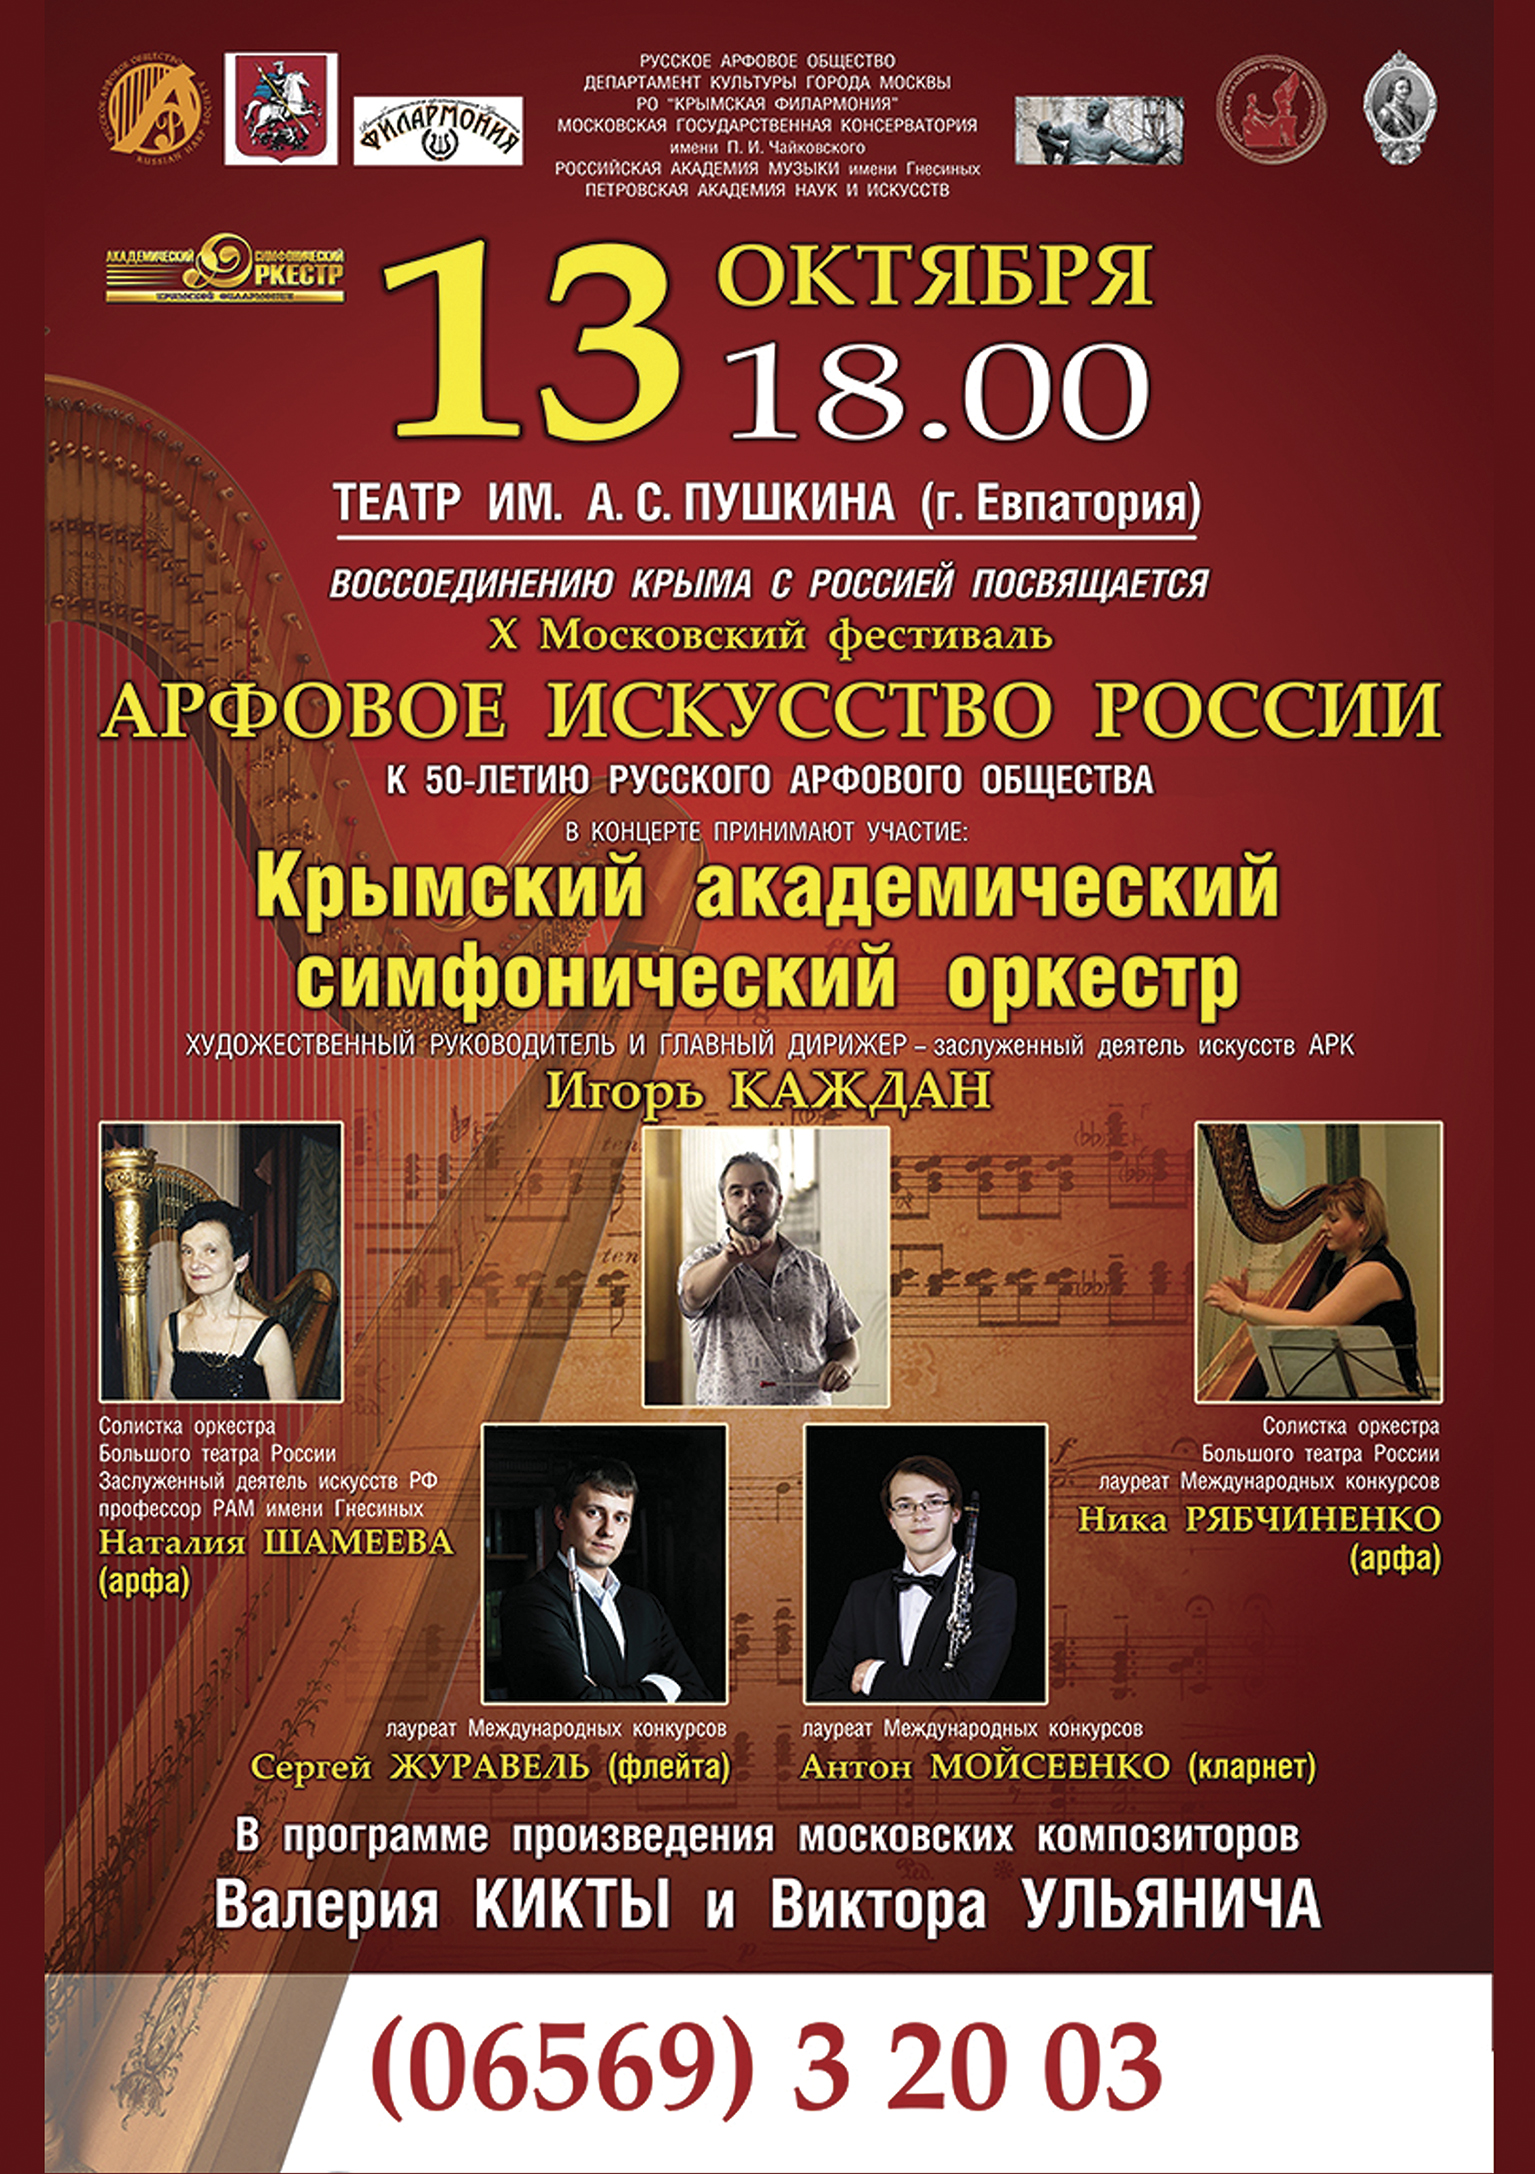 РУССКОЕ АРФОВОЕ ОБЩЕСТВО
ДЕПАРТАМЕНТ КУЛЬТУРЫ ГОРОДА МОСКВЫ
РО "КРЫМСКАЯ ФИЛАРМОНИЯ"
МОСКОВСКАЯ ГОСУДАРСТВЕННАЯ КОНСЕРВАТОРИЯ
имени П. И. Чайковского
РОССИЙСКАЯ АКАДЕМИЯ МУЗЫКИ имени Гнесиных
ПЕТРОВСКАЯ АКАДЕМИЯ НАУК И ИСКУССТВ
ФИЛАРМОНИЯ
АКАДЕМИЧЕСКИЙ СИМФОНИЧЕСКИЙ
ОРКЕСТР
КРЫМСКОЙ ФИЛАРМОНИИ
13 ОКТЯБРЯ
18.00
ТЕАТР ИМ. А. С. ПУШКИНА (г. Евпатория)
ВОССОЕДИНЕНИЮ КРЫМА С РОССИЕЙ ПОСВЯЩАЕТСЯ
X Московский фестиваль
АРФОВОЕ ИСКУССТВО РОССИИ
К 50-ЛЕТИЮ РУССКОГО АРФОВОГО ОБЩЕСТВА
В КОНЦЕРТЕ ПРИНИМАЮТ УЧАСТИЕ:
Крымский академический
симфонический оркестр
ХУДОЖЕСТВЕННЫЙ РУКОВОДИТЕЛЬ И ГЛАВНЫЙ ДИРИЖЕР – заслуженный деятель искусств АРК
Игорь КАЖДАН
Солистка оркестра
Большого театра России
Заслуженный деятель искусств РФ
профессор РАМ имени Гнесиных
Наталия ШАМЕЕВА
(арфа)
Солистка оркестра
Большого театра России
лауреат Международных конкурсов
Ника РЯБЧИНЕНКО
(арфа)
лауреат Международных конкурсов
Сергей ЖУРАВЕЛЬ (флейта)
лауреат Международных конкурсов
Антон МОЙСЕЕНКО (кларнет)
В программе произведения московских композиторов
Валерия КИКТЫ и Виктора УЛЬЯНИЧА
(06569) 3 20 03